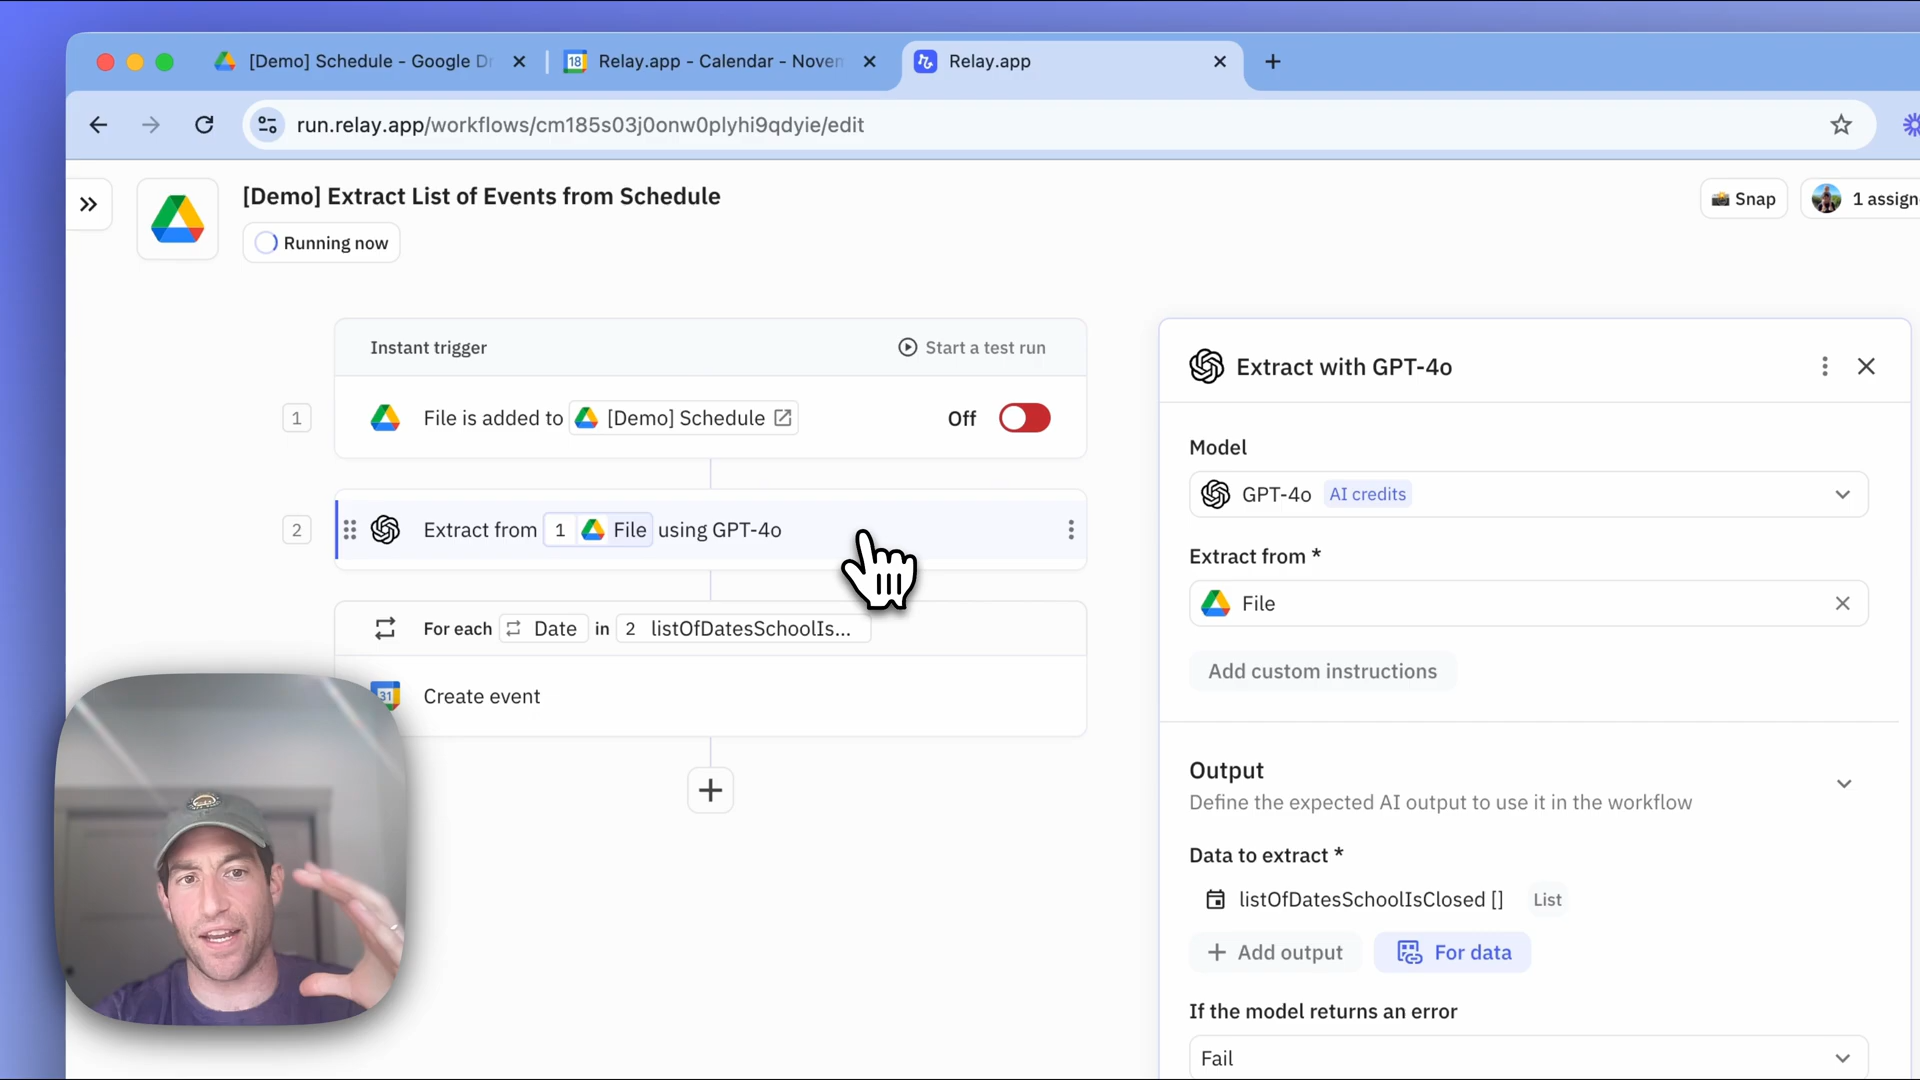 [Demo] Schedule - Google Dr
18
Relay.app - Calendar - Novem
Relay.app
run.relay.app/workflows/cm185s03j0onw0plyhi9qdyie/edit
[Demo] Extract List of Events from Schedule
Running now
Snap
1 assign
Instant trigger
Start a test run
1
File is added to [Demo] Schedule
Off
2
Extract from 1 File using GPT-4o
For each Date in 2 listOfDatesSchoolIs...
31
Create event
Extract with GPT-4o
Model
GPT-4o AI credits
Extract from *
File
Add custom instructions
Output
Define the expected AI output to use it in the workflow
Data to extract *
listOfDatesSchoolIsClosed [] List
Add output
For data
If the model returns an error
Fail